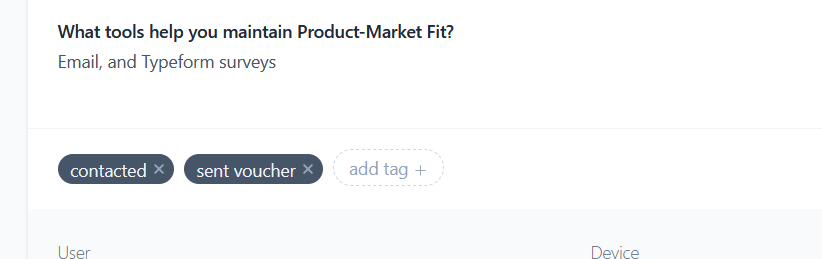 What tools help you maintain Product-Market Fit?
Email, and Typeform surveys
contacted × sent voucher × add tag +
User Device